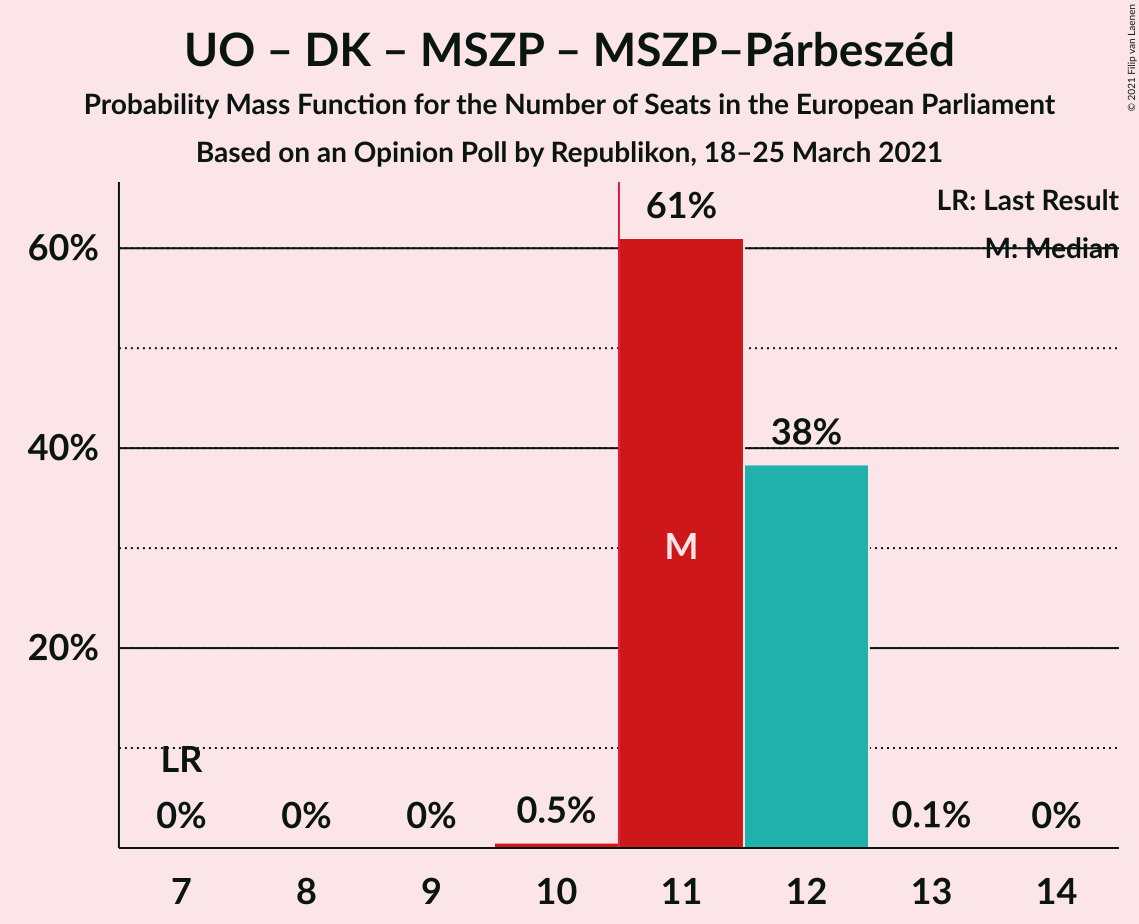 UO – DK – MSZP – MSZP–Párbeszéd
Probability Mass Function for the Number of Seats in the European Parliament
Based on an Opinion Poll by Republikon, 18–25 March 2021
© 2021 Filip van Laenen
LR: Last Result
M: Median
60%
40%
20%
61%
38%
M
LR
0%
0%
0%
0.5%
0.1%
0%
7
8
9
10
11
12
13
14